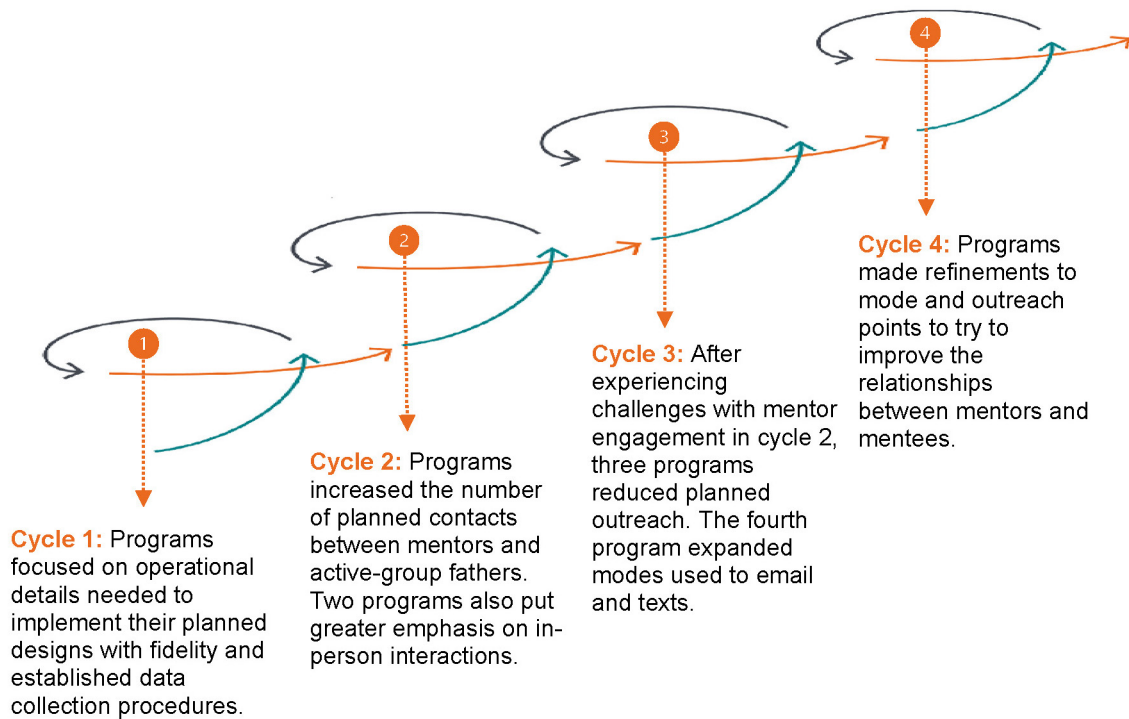 1
Cycle 1: Programs
focused on operational
details needed to
implement their planned
designs with fidelity and
established data
collection procedures.
2
Cycle 2: Programs
increased the number
of planned contacts
between mentors and
active-group fathers.
Two programs also put
greater emphasis on in-
person interactions.
3
Cycle 3: After
experiencing
challenges with mentor
engagement in cycle 2,
three programs
reduced planned
outreach. The fourth
program expanded
modes used to email
and texts.
4
Cycle 4: Programs
made refinements to
mode and outreach
points to try to
improve the
relationships
between mentors and
mentees.